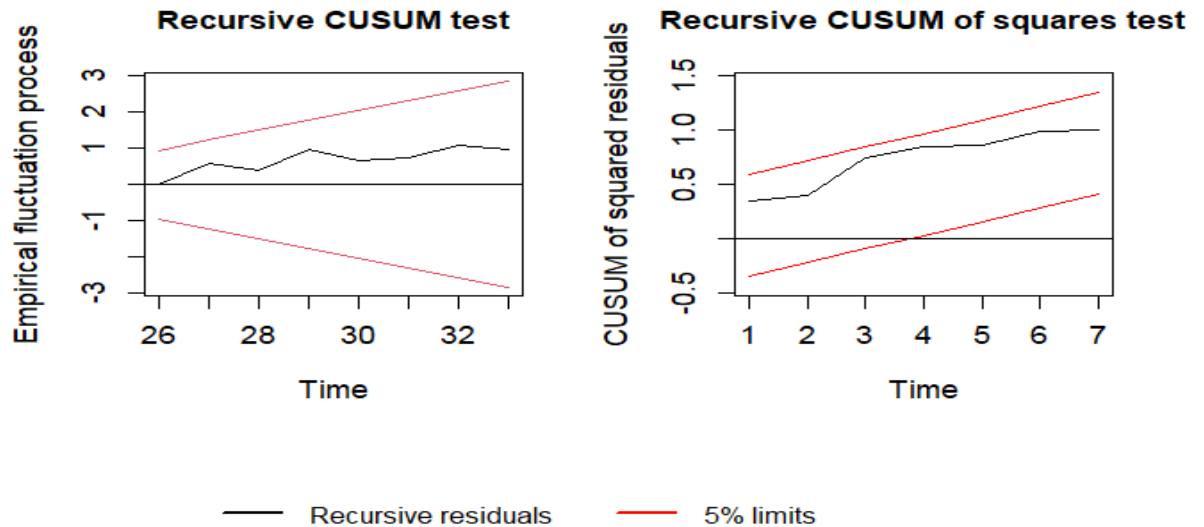 Recursive CUSUM test
Empirical fluctuation process
3
2
1
-1
-3
26
28
30
32
Time
Recursive CUSUM of squares test
CUSUM of squared residuals
1.5
1.0
0.5
-0.5
1
2
3
4
5
6
7
Time
Recursive residuals
5% limits